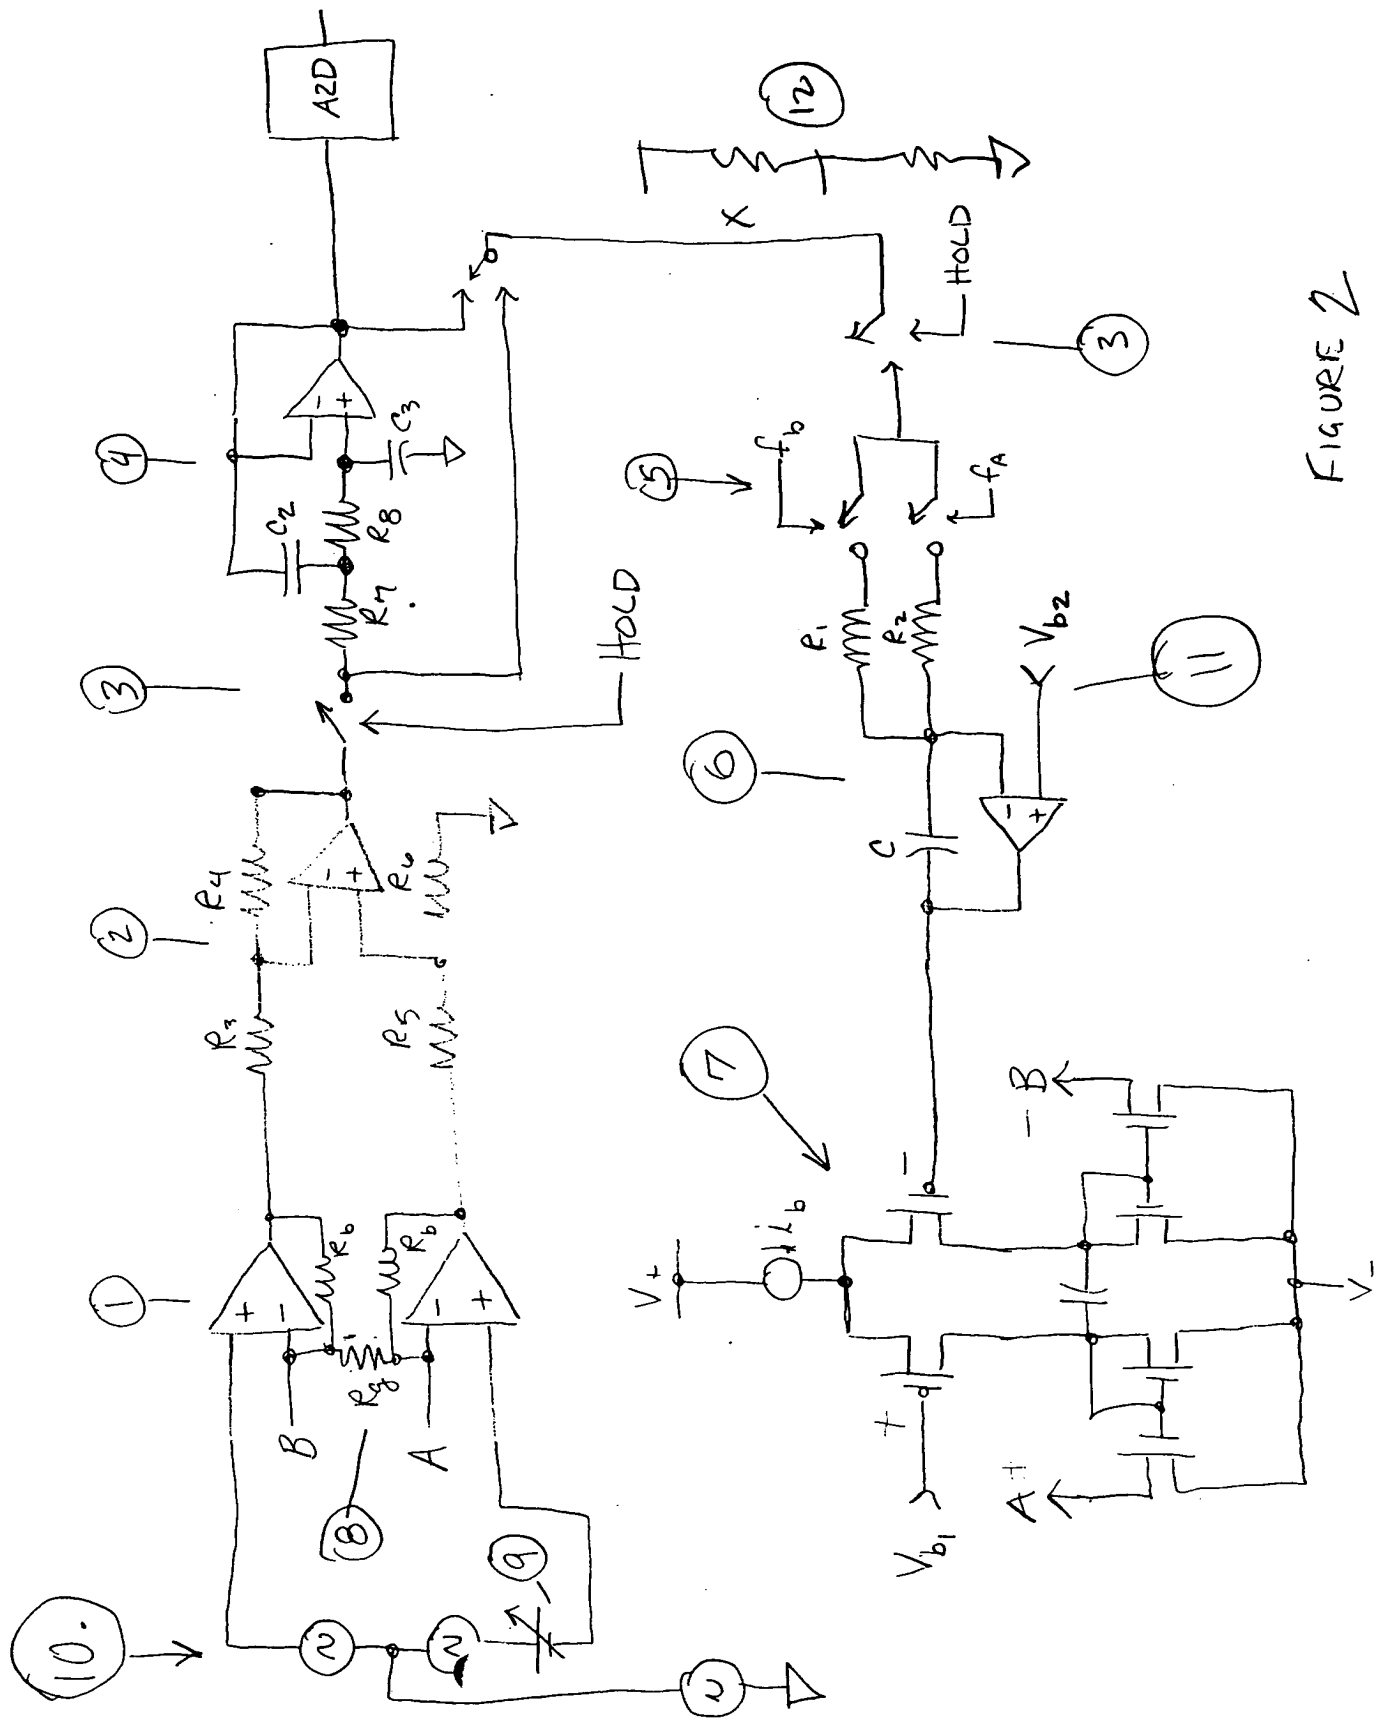 A2D
4
C2
R8
C3
-
+
R7
3
HOLD
X
12
HOLD
3
2
R4
R3
-
+
R6
R5
1
+
-
Rb
Rb
Rg
-
+
B
A
8
9
10.
N
N
N
5
fb
fA
R1
R2
6
C
-
+
Vb2
11
7
V+
ib
-
+
Vb1
A+
-B
V-
FIGURE 2